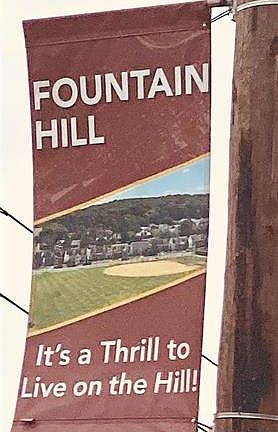 FOUNTAIN
HILL
It's a Thrill to
Live on the Hill!